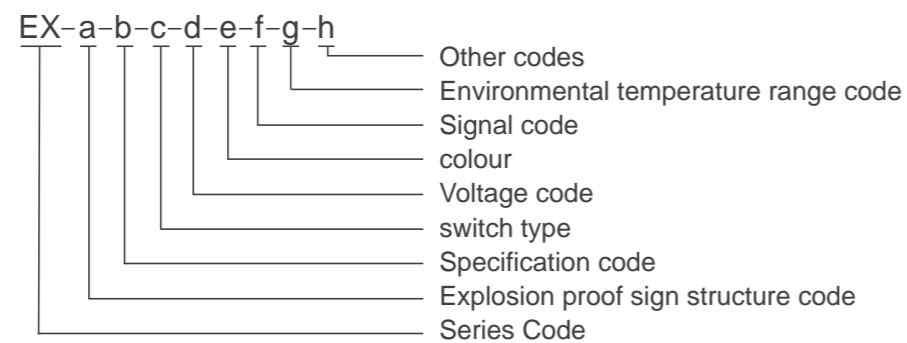 EX-a-b-c-d-e-f-g-h
Other codes
Environmental temperature range code
Signal code
colour
Voltage code
switch type
Specification code
Explosion proof sign structure code
Series Code